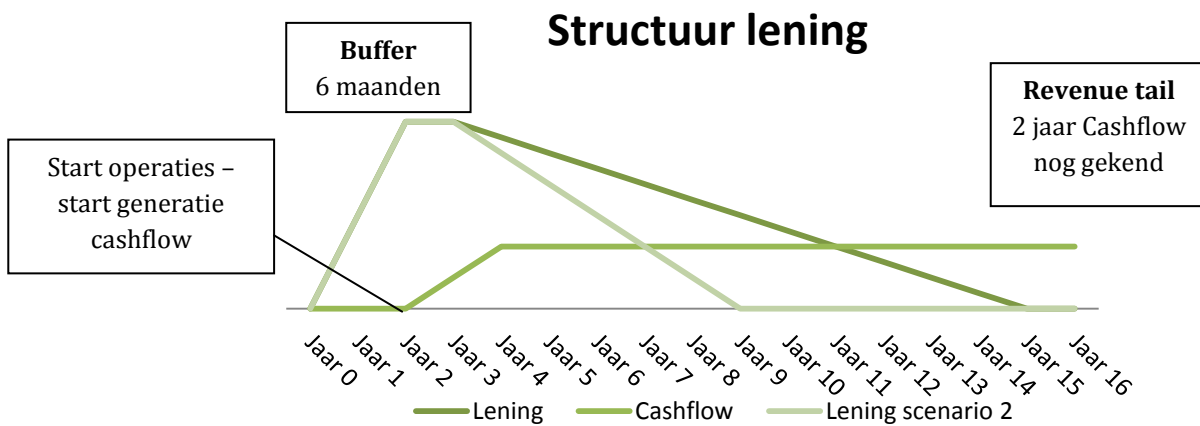 Structuur lening
Buffer
6 maanden
Revenue tail
2 jaar Cashflow
nog gekend
Start operaties –
start generatie
cashflow
Jaar 0
Jaar 1
Jaar 2
Jaar 3
Jaar 4
Jaar 5
Jaar 6
Jaar 7
Jaar 8
Jaar 9
Jaar 10
Jaar 11
Jaar 12
Jaar 13
Jaar 14
Jaar 15
Jaar 16
Lening
Cashflow
Lening scenario 2